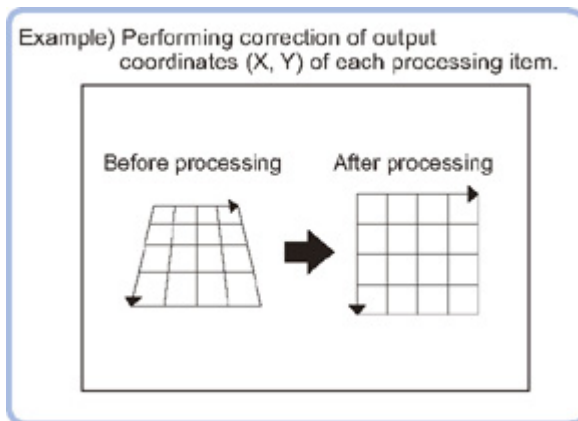 Example) Performing correction of output
coordinates (X, Y) of each processing item.
Before processing
After processing